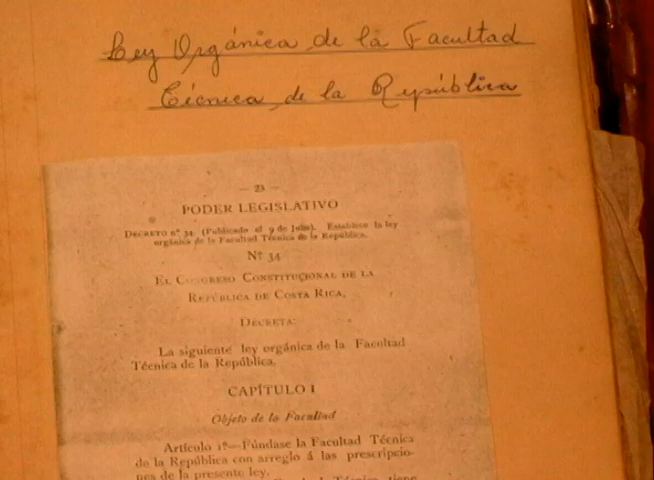 Ley Orgánica de la Facultad
Técnica de la República
— 23 —
PODER LEGISLATIVO
DECRETO nº 34. (Publicado el 9 de Julio). Establece la ley
orgánica de la Facultad Técnica de la República.
Nº 34
EL CONGRESO CONSTITUCIONAL DE LA
REPÚBLICA DE COSTA RICA,
DECRETA:
La siguiente ley orgánica de la Facultad
Técnica de la República.
CAPÍTULO I
Objeto de la Facultad
Artículo 1º—Fúndase la Facultad Técnica
de la República con arreglo á las prescripcio-
nes de la presente ley.
Técnica tiene